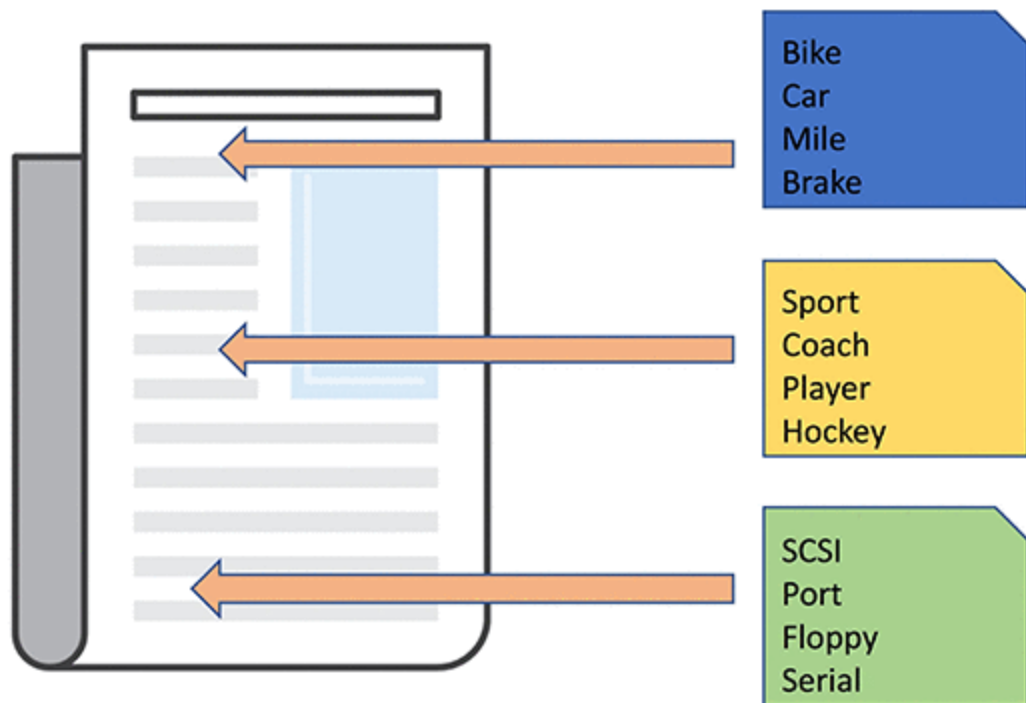 Bike
Car
Mile
Brake
Sport
Coach
Player
Hockey
SCSI
Port
Floppy
Serial